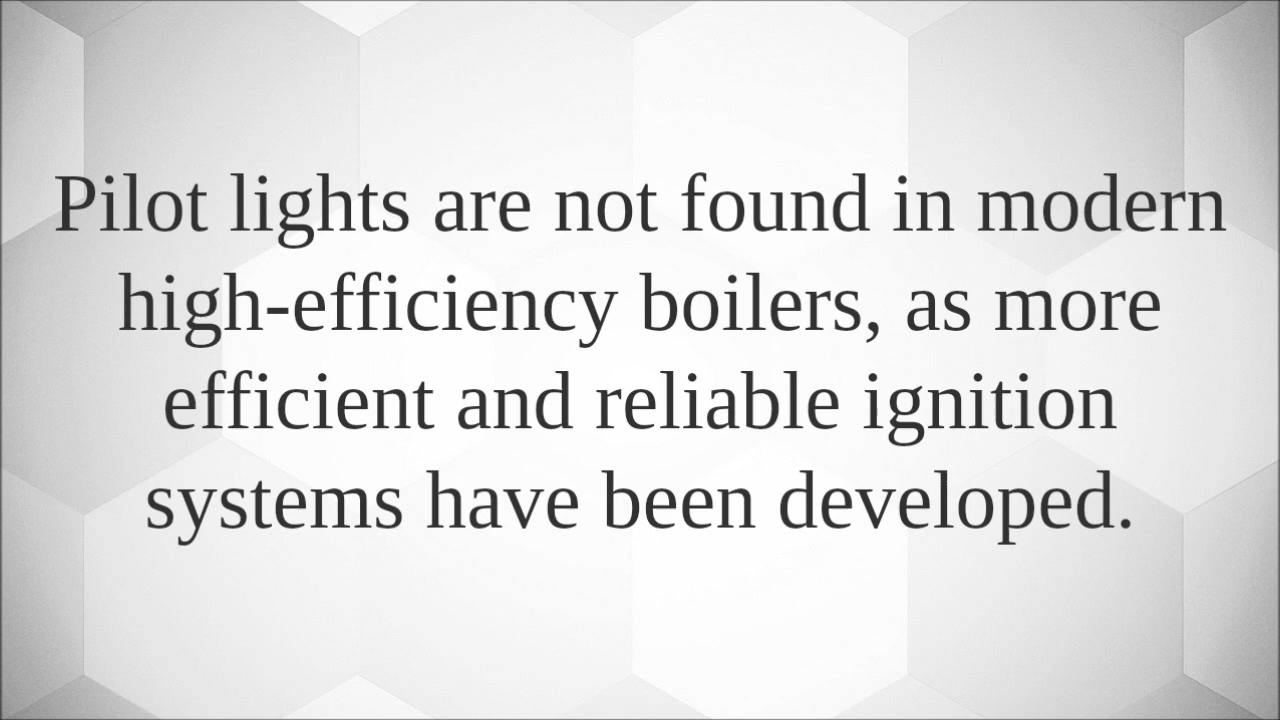 Pilot lights are not found in modern
high-efficiency boilers, as more
efficient and reliable ignition
systems have been developed.